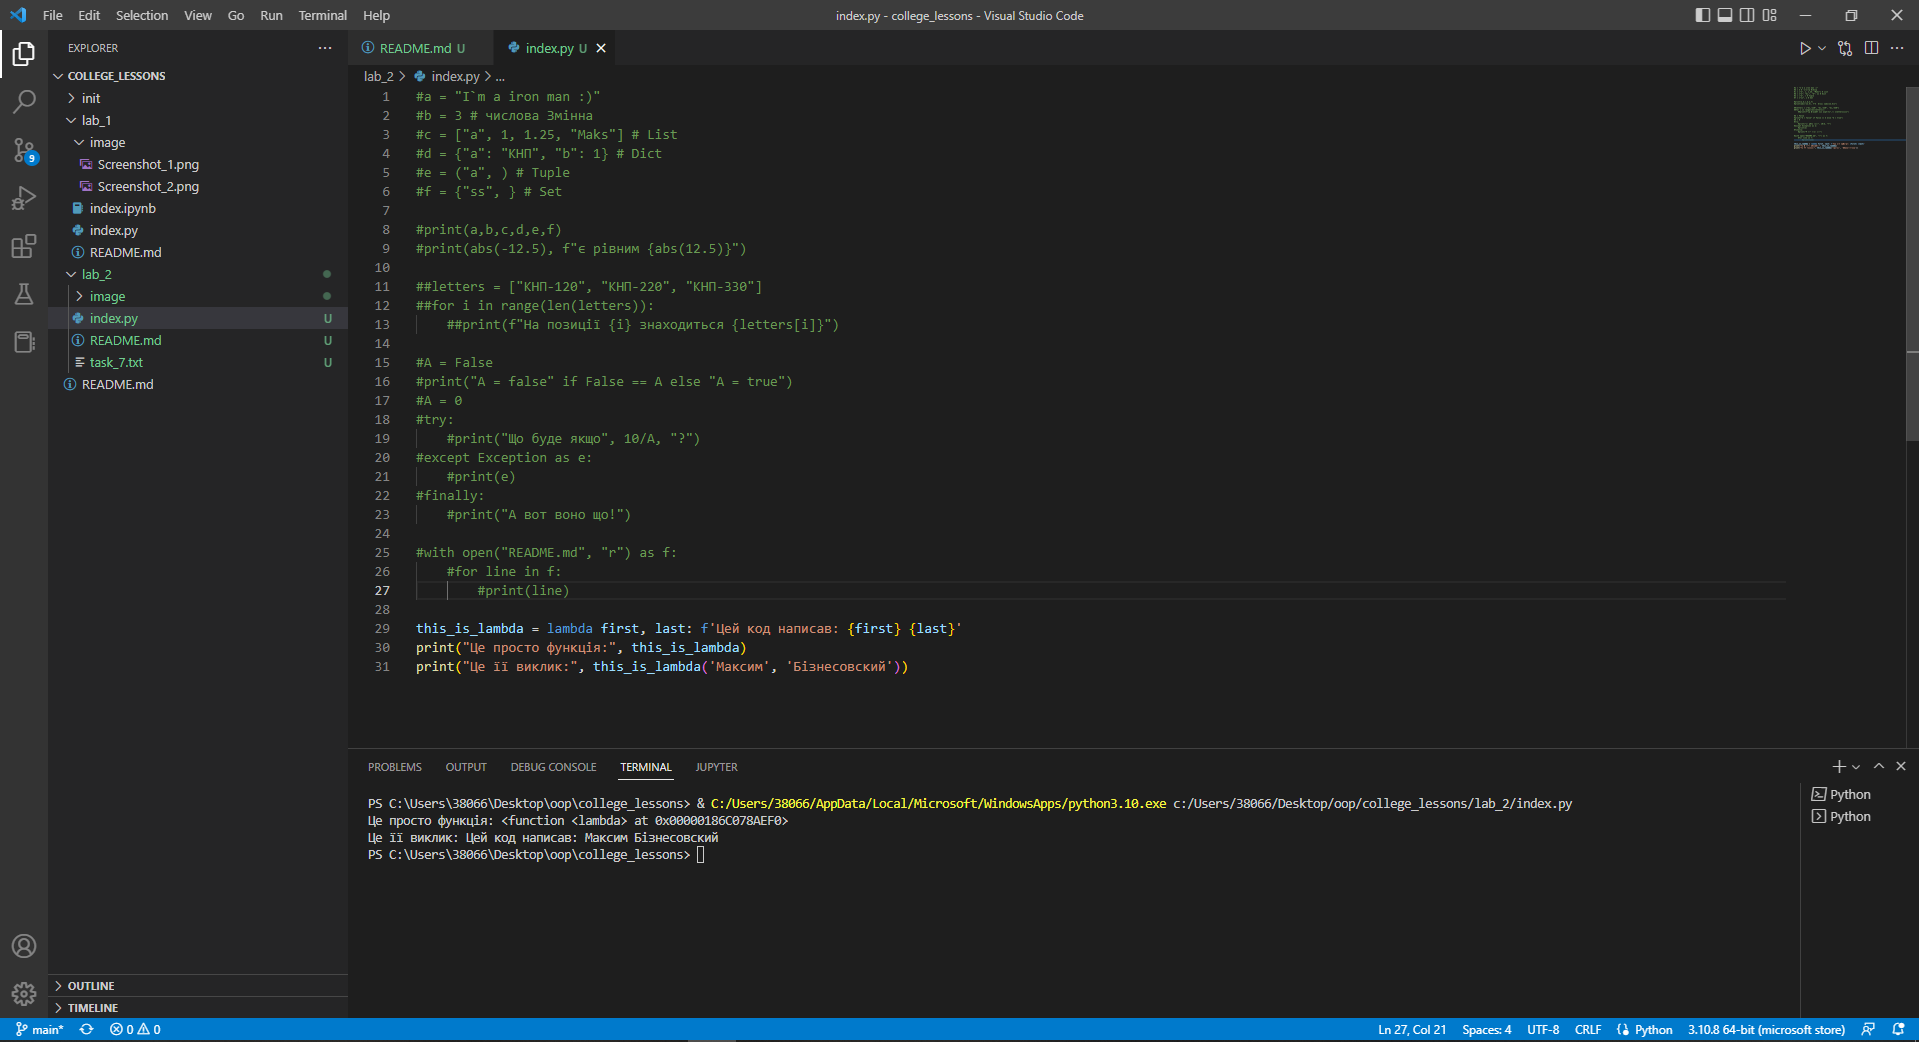 File Edit Selection View Go Run Terminal Help
index.py - college_lessons - Visual Studio Code
EXPLORER
COLLEGE_LESSONS
init
lab_1
image
Screenshot_1.png
Screenshot_2.png
index.ipynb
index.py
README.md
lab_2
image
index.py U
README.md U
task_7.txt U
README.md
9
OUTLINE
TIMELINE
README.md U index.py U
lab_2 > index.py > ...
1 #a = "I`m a iron man :)"
2 #b = 3 # числова Змінна
3 #c = ["a", 1, 1.25, "Maks"] # List
4 #d = {"a": "КНП", "b": 1} # Dict
5 #e = ("a", ) # Tuple
6 #f = {"ss", } # Set
7
8 #print(a,b,c,d,e,f)
9 #print(abs(-12.5), f"є рівним {abs(12.5)}")
10
11 ##letters = ["КНП-120", "КНП-220", "КНП-330"]
12 ##for i in range(len(letters)):
13 ##print(f"На позиції {i} знаходиться {letters[i]}")
14
15 #A = False
16 #print("A = false" if False == A else "A = true")
17 #A = 0
18 #try:
19 #print("Що буде якщо", 10/A, "?")
20 #except Exception as e:
21 #print(e)
22 #finally:
23 #print("А вот воно що!")
24
25 #with open("README.md", "r") as f:
26 #for line in f:
27 #print(line)
28
29 this_is_lambda = lambda first, last: f'Цей код написав: {first} {last}'
30 print("Це просто функція:", this_is_lambda)
31 print("Це її виклик:", this_is_lambda('Максим', 'Бізнесовский'))
PROBLEMS OUTPUT DEBUG CONSOLE TERMINAL JUPYTER
PS C:\Users\38066\Desktop\oop\college_lessons> & C:/Users/38066/AppData/Local/Microsoft/WindowsApps/python3.10.exe c:/Users/38066/Desktop/oop/college_lessons/lab_2/index.py
Це просто функція: <function <lambda> at 0x00000186C078AEF0>
Це її виклик: Цей код написав: Максим Бізнесовский
PS C:\Users\38066\Desktop\oop\college_lessons>
Python
Python
main* 0 0
Ln 27, Col 21 Spaces: 4 UTF-8 CRLF Python 3.10.8 64-bit (microsoft store)